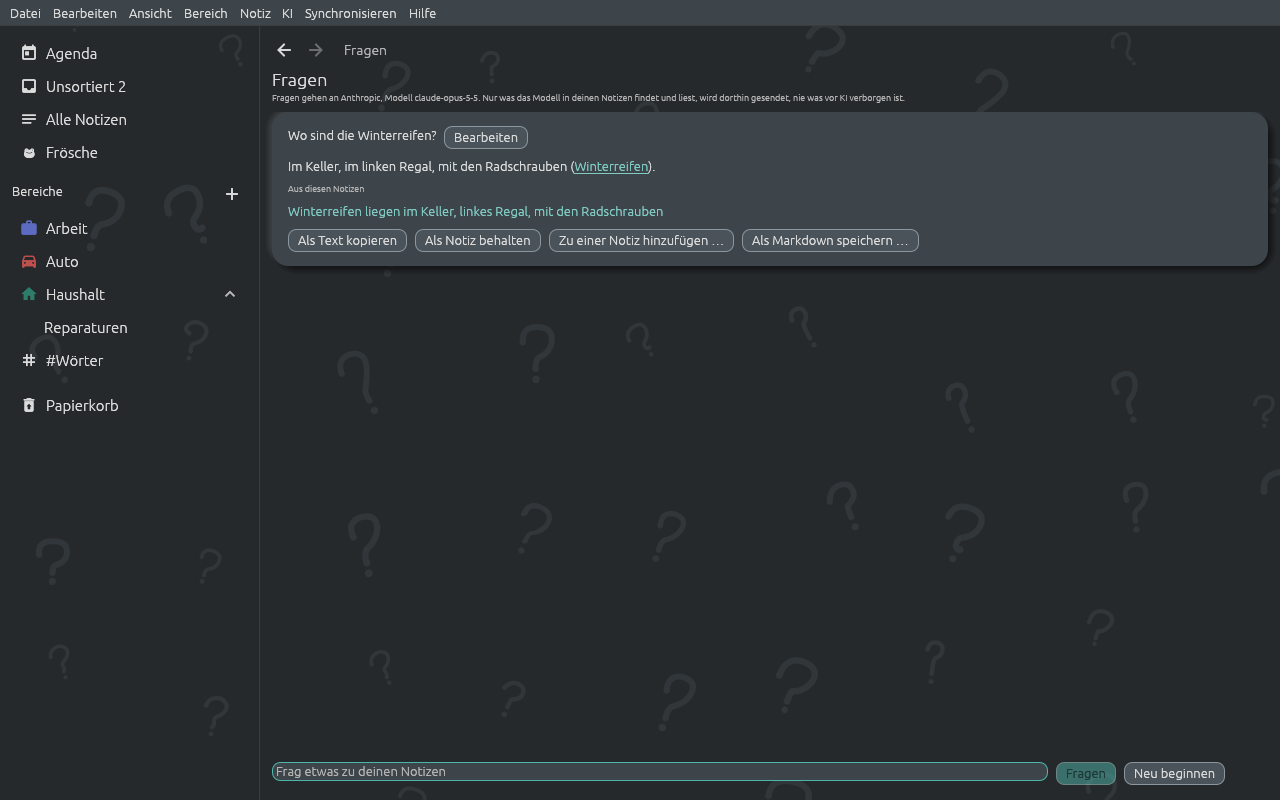 Datei Bearbeiten Ansicht Bereich Notiz KI Synchronisieren Hilfe
Agenda
Unsortiert 2
Alle Notizen
Frösche
Bereiche
Arbeit
Auto
Haushalt
Reparaturen
#Wörter
Papierkorb
Fragen
Fragen
Fragen gehen an Anthropic, Modell claude-opus-5-5. Nur was das Modell in deinen Notizen findet und liest, wird dorthin gesendet, nie was vor KI verborgen ist.
Wo sind die Winterreifen? Bearbeiten
Im Keller, im linken Regal, mit den Radschrauben (Winterreifen).
Aus diesen Notizen
Winterreifen liegen im Keller, linkes Regal, mit den Radschrauben
Als Text kopieren Als Notiz behalten Zu einer Notiz hinzufügen … Als Markdown speichern …
Frag etwas zu deinen Notizen Fragen Neu beginnen